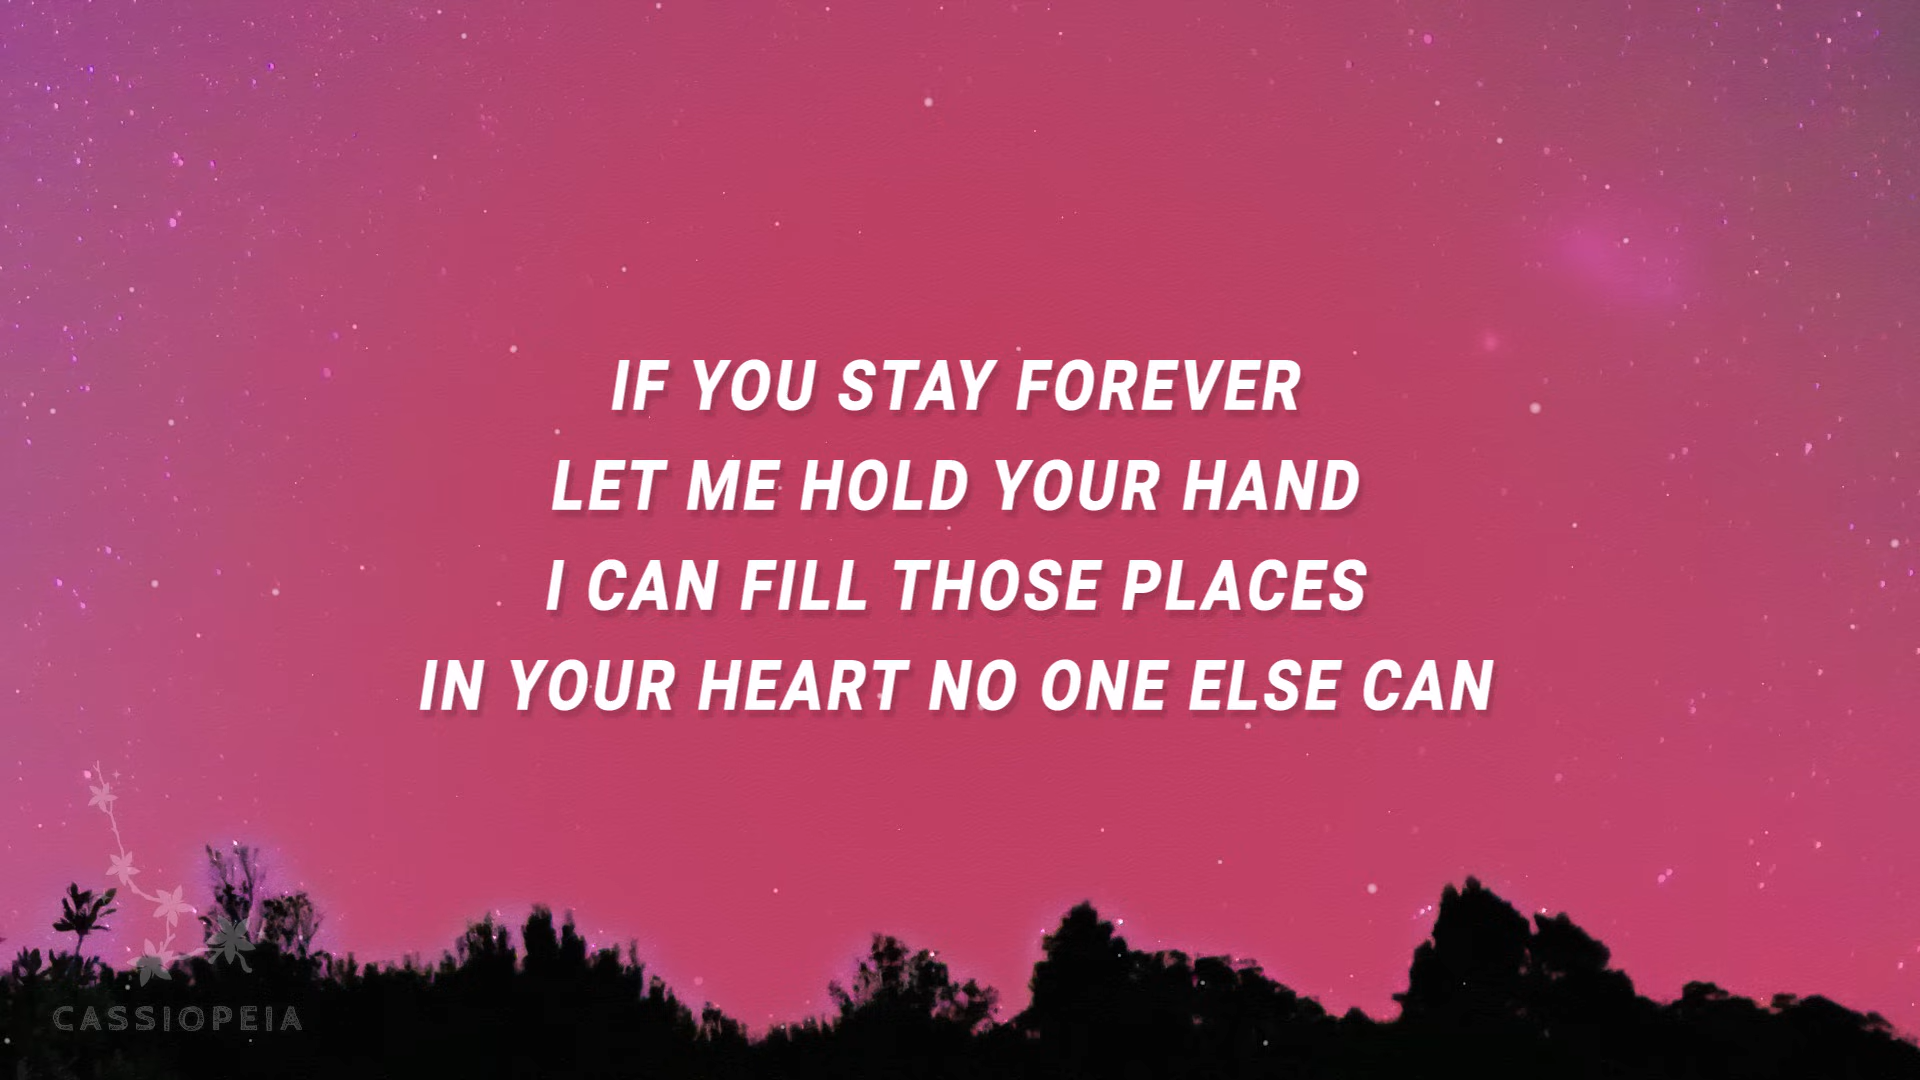 IF YOU STAY FOREVER
LET ME HOLD YOUR HAND
I CAN FILL THOSE PLACES
IN YOUR HEART NO ONE ELSE CAN
CASSIOPEIA